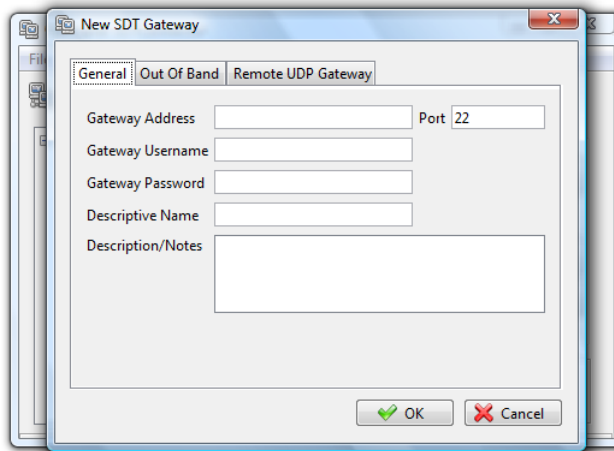 New SDT Gateway
File
General Out Of Band Remote UDP Gateway
Gateway Address Port 22
Gateway Username
Gateway Password
Descriptive Name
Description/Notes
OK Cancel